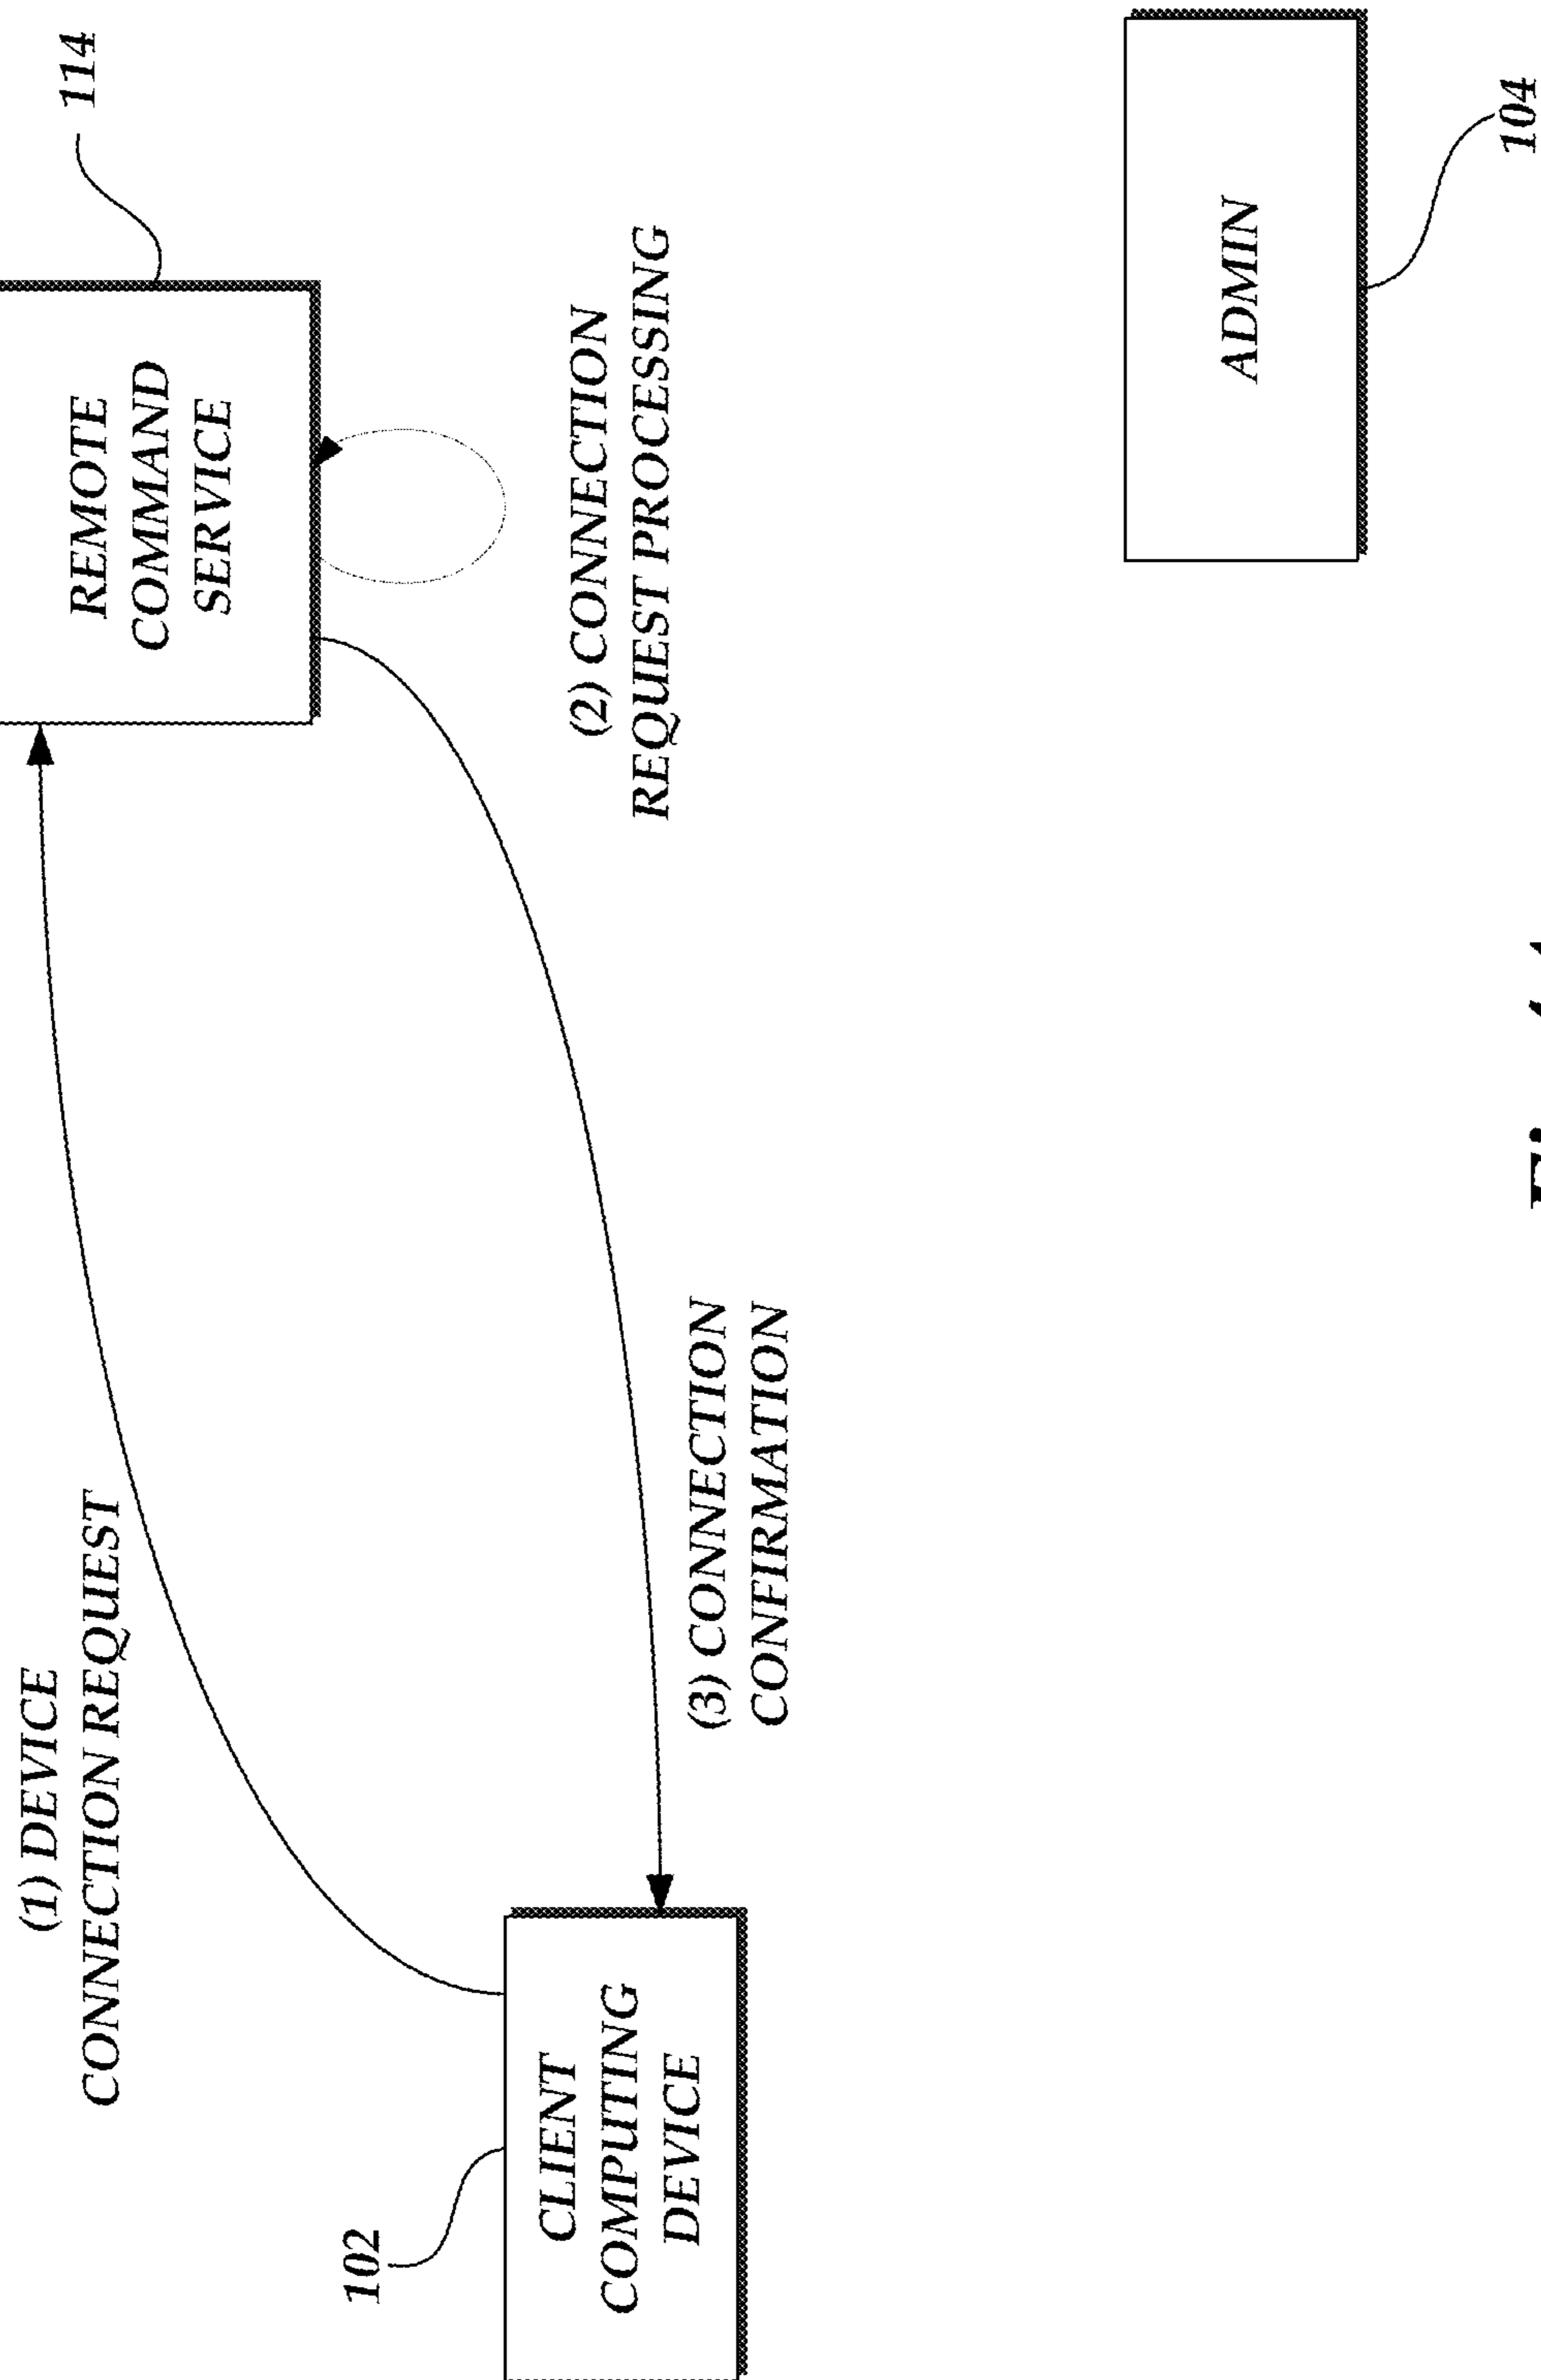 114
REMOTE
COMMAND
SERVICE
(1) DEVICE
CONNECTION REQUEST
(2) CONNECTION
REQUEST PROCESSING
102
CLIENT
COMPUTING
DEVICE
(3) CONNECTION
CONFIRMATION
ADMIN
104